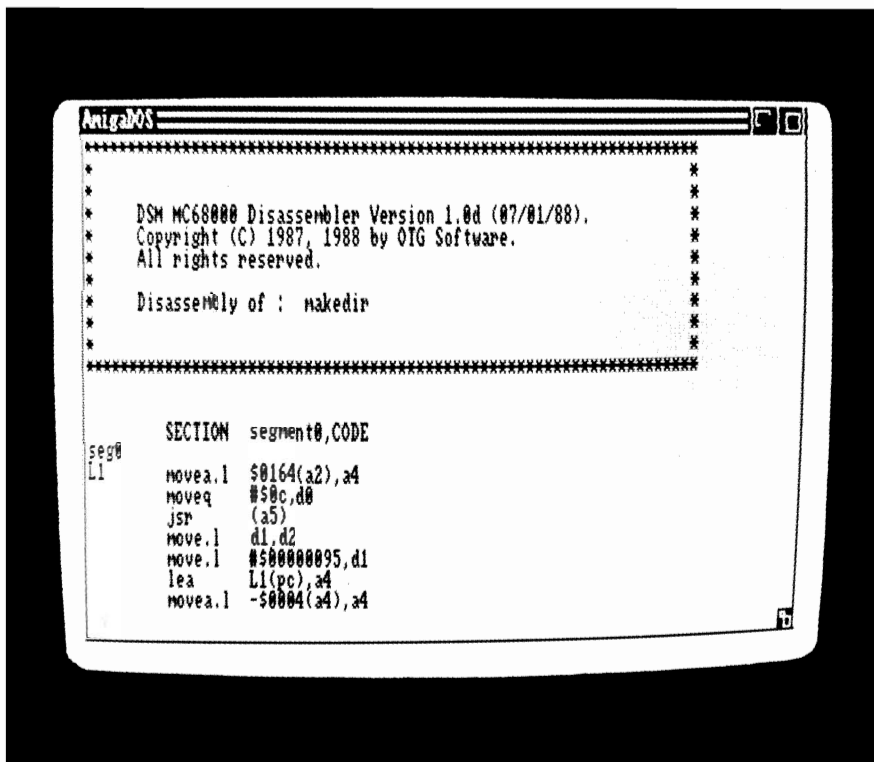 AmigaDOS
************************************************************
*                                                          *
*                                                          *
*    DSM MC68000 Disassembler Version 1.0d (07/01/88).     *
*    Copyright (C) 1987, 1988 by OTG Software.             *
*    All rights reserved.                                  *
*                                                          *
*    Disassembly of :  makedir                             *
*                                                          *
*                                                          *
************************************************************
SECTION segment0,CODE
seg0
L1 movea.l $0164(a2),a4
moveq #$0c,d0
jsr (a5)
move.l d1,d2
move.l #$00000095,d1
lea L1(pc),a4
movea.l -$0004(a4),a4